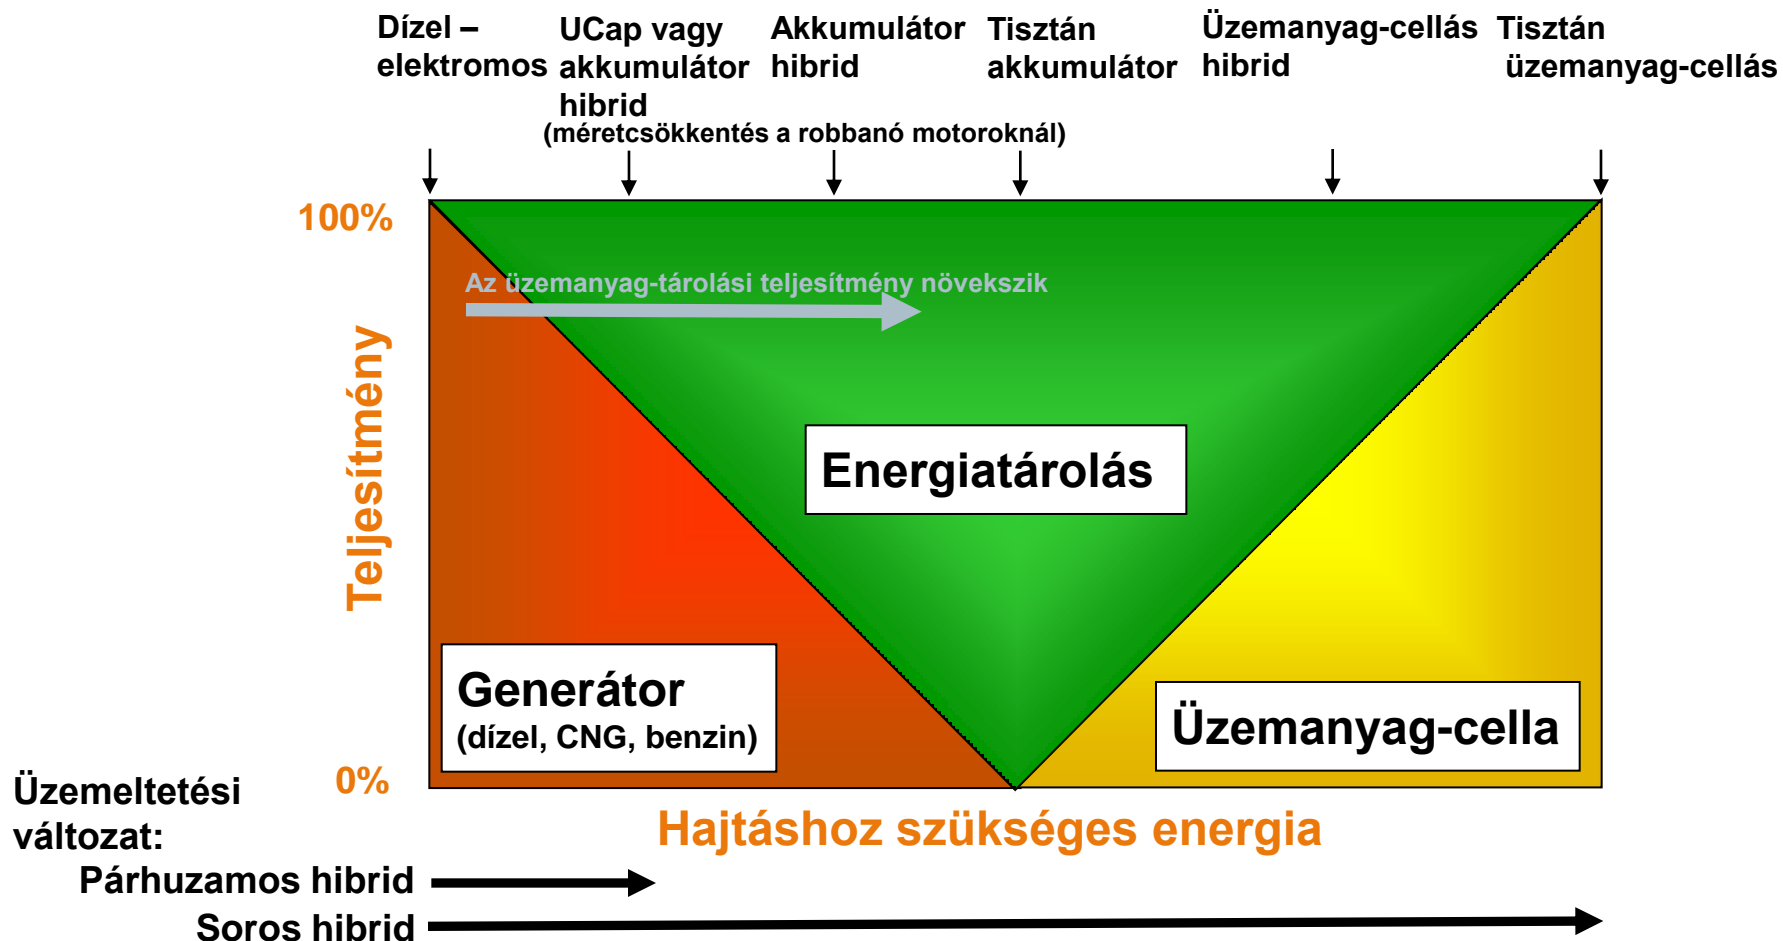 Dízel –
elektromos
UCap vagy
akkumulátor
hibrid
Akkumulátor
hibrid
Tisztán
akkumulátor
Üzemanyag-cellás
hibrid
Tisztán
üzemanyag-cellás
(méretcsökkentés a robbanó motoroknál)
100%
Az üzemanyag-tárolási teljesítmény növekszik
Teljesítmény
Energiatárolás
Generátor
(dízel, CNG, benzin)
Üzemanyag-cella
0%
Hajtáshoz szükséges energia
Üzemeltetési
változat:
Párhuzamos hibrid
Soros hibrid